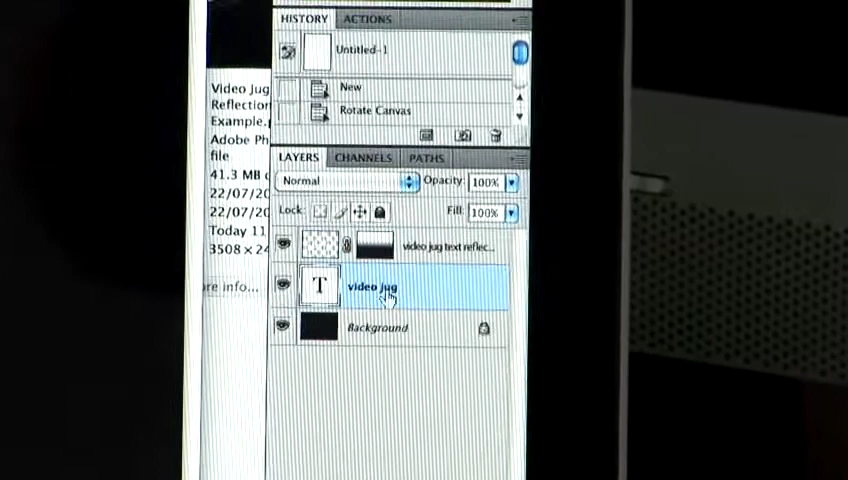 HISTORY ACTIONS
Untitled-1
New
Rotate Canvas
Video Jug
Reflection
Example.
Adobe Ph
file
41.3 MB
22/07/20
22/07/20
Today 11
3508 × 24
re info...
LAYERS CHANNELS PATHS
Normal Opacity: 100%
Lock: Fill: 100%
video jug text reflec...
T video jug
Background